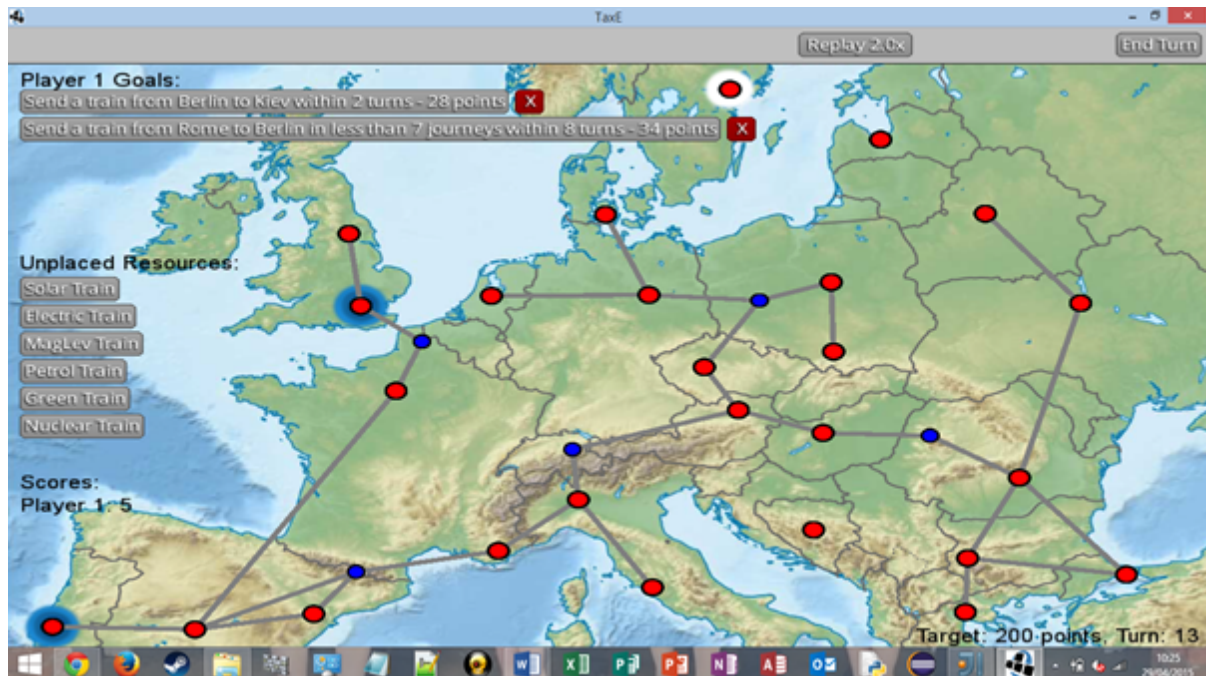 TaxE
Replay 2.0x
End Turn
Player 1 Goals:
Send a train from Berlin to Kiev within 2 turns - 28 points X
Send a train from Rome to Berlin in less than 7 journeys within 8 turns - 34 points X
Unplaced Resources:
Solar Train
Electric Train
MagLev Train
Petrol Train
Green Train
Nuclear Train
Scores:
Player 1: 5
Target: 200 points, Turn: 13
10:25
29/04/2015